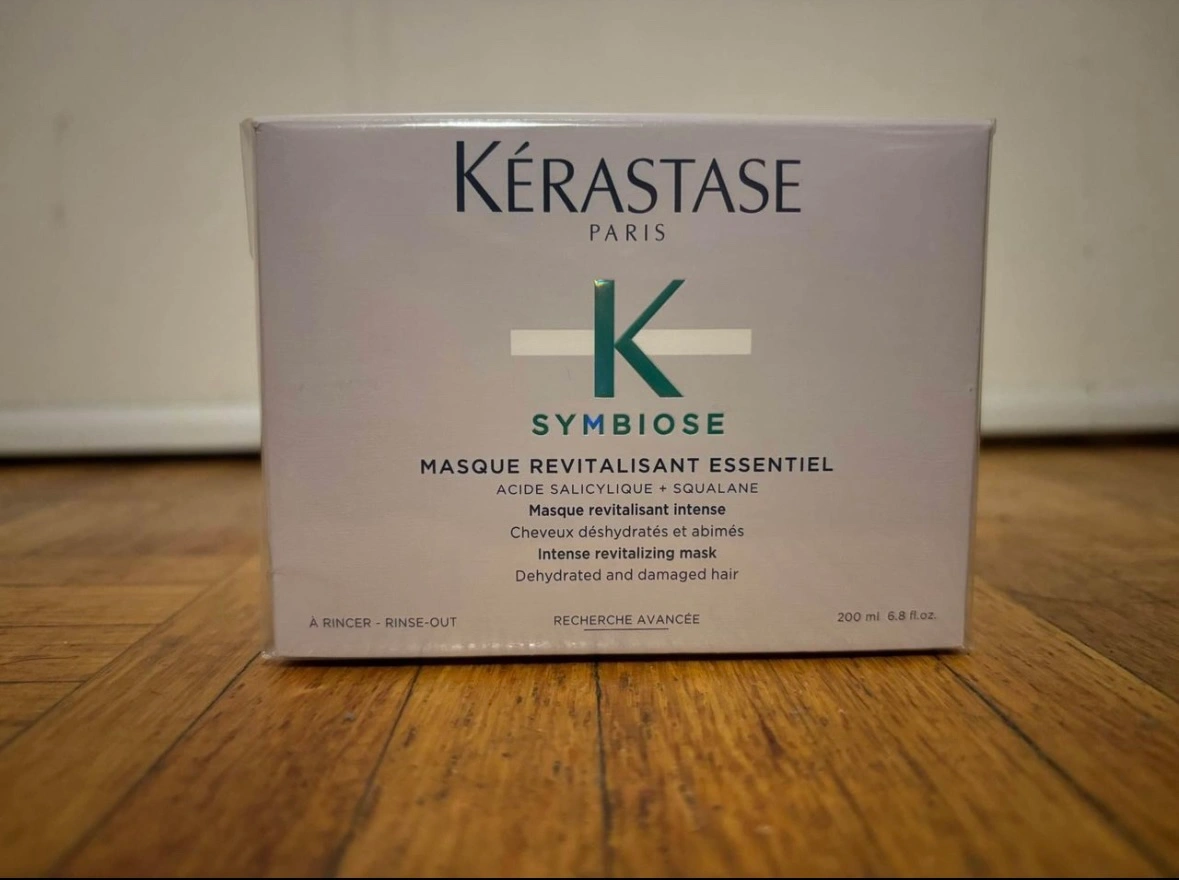 KÉRASTASE
PARIS
K
SYMBIOSE
MASQUE REVITALISANT ESSENTIEL
ACIDE SALICYLIQUE + SQUALANE
Masque revitalisant intense
Cheveux déshydratés et abimés
Intense revitalizing mask
Dehydrated and damaged hair
À RINCER - RINSE-OUT RECHERCHE AVANCÉE 200 ml 6.8 fl.oz.